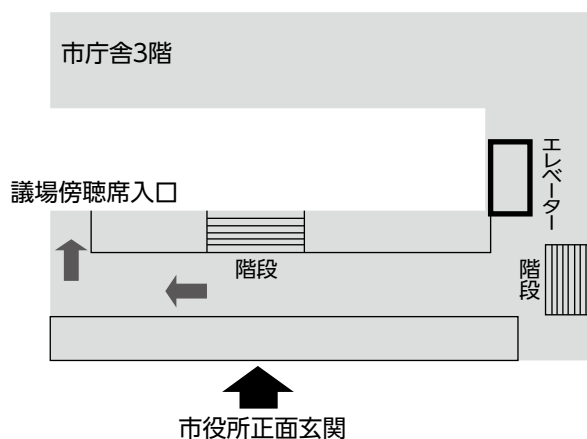 市庁舎3階
エレベーター
議場傍聴席入口
階段
階段
市役所正面玄関